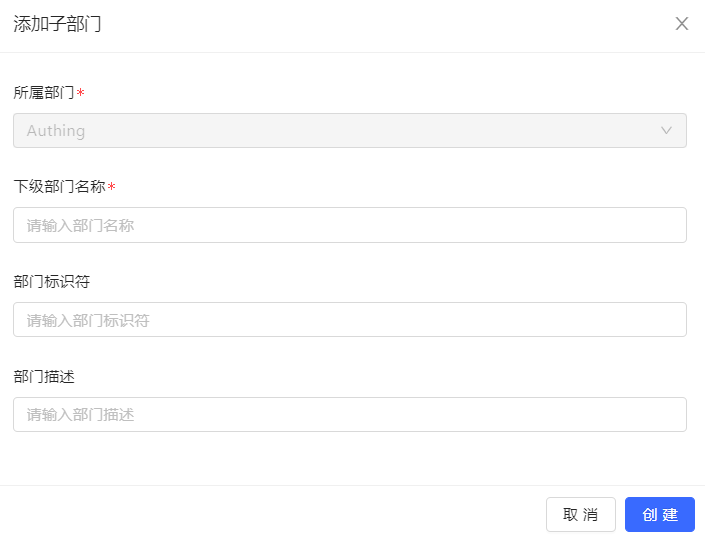 添加子部门
所属部门*
Authing
下级部门名称*
请输入部门名称
部门标识符
请输入部门标识符
部门描述
请输入部门描述
取 消
创 建